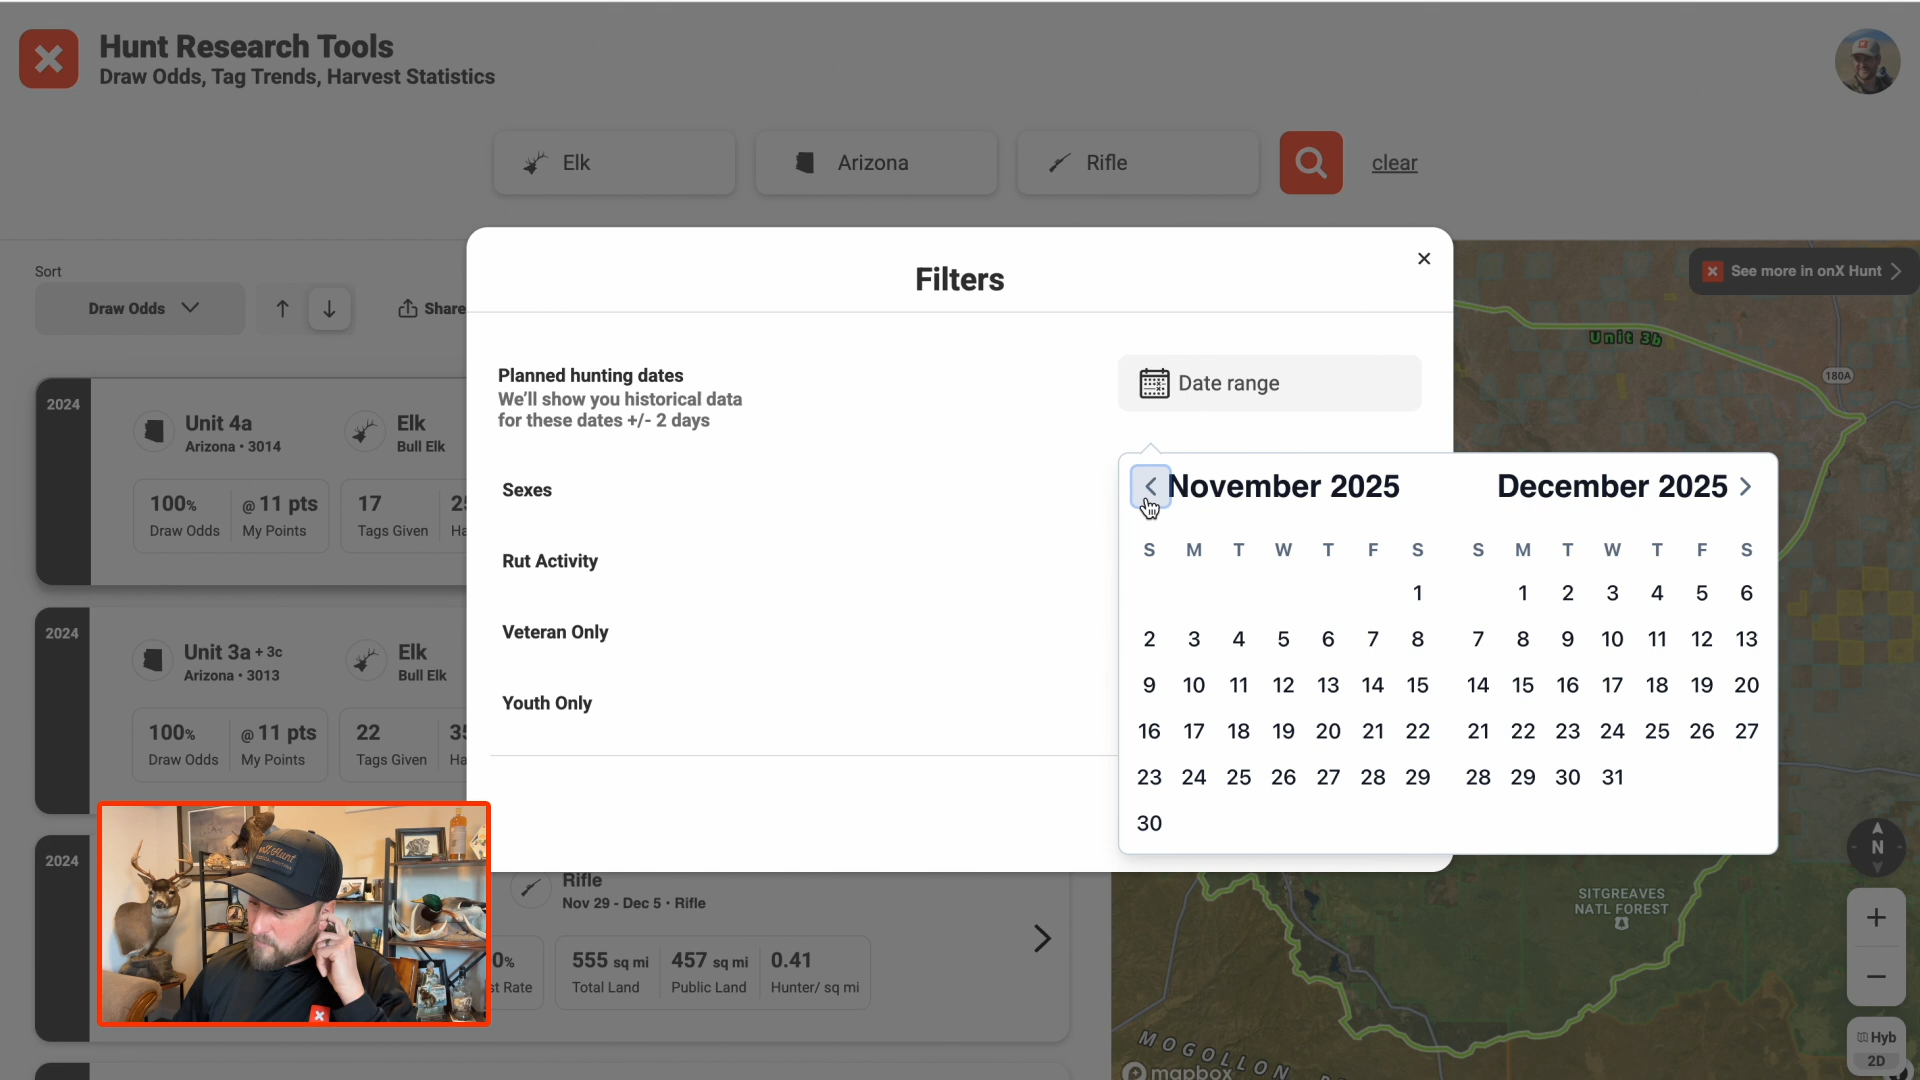 Hunt Research Tools
Draw Odds, Tag Trends, Harvest Statistics
Elk
Arizona
Rifle
clear
Sort
Draw Odds
Share
Filters
See more in onX Hunt
Planned hunting dates
We'll show you historical data
for these dates +/- 2 days
Date range
Sexes
Rut Activity
Veteran Only
Youth Only
November 2025
December 2025
S M T W T F S
S M T W T F S
1
1 2 3 4 5 6
2 3 4 5 6 7 8
7 8 9 10 11 12 13
9 10 11 12 13 14 15
14 15 16 17 18 19 20
16 17 18 19 20 21 22
21 22 23 24 25 26 27
23 24 25 26 27 28 29
28 29 30 31
30
2024
Unit 4a
Arizona • 3014
Elk
Bull Elk
100%
Draw Odds
@ 11 pts
My Points
17
Tags Given
2024
Unit 3a + 3c
Arizona • 3013
Elk
Bull Elk
100%
Draw Odds
@ 11 pts
My Points
22
Tags Given
2024
Rifle
Nov 29 - Dec 5 • Rifle
0%
st Rate
555 sq mi
Total Land
457 sq mi
Public Land
0.41
Hunter/ sq mi
Unit 3b
180A
SITGREAVES
NATL FOREST
MOGOLLON
mapbox
N
Hyb
2D